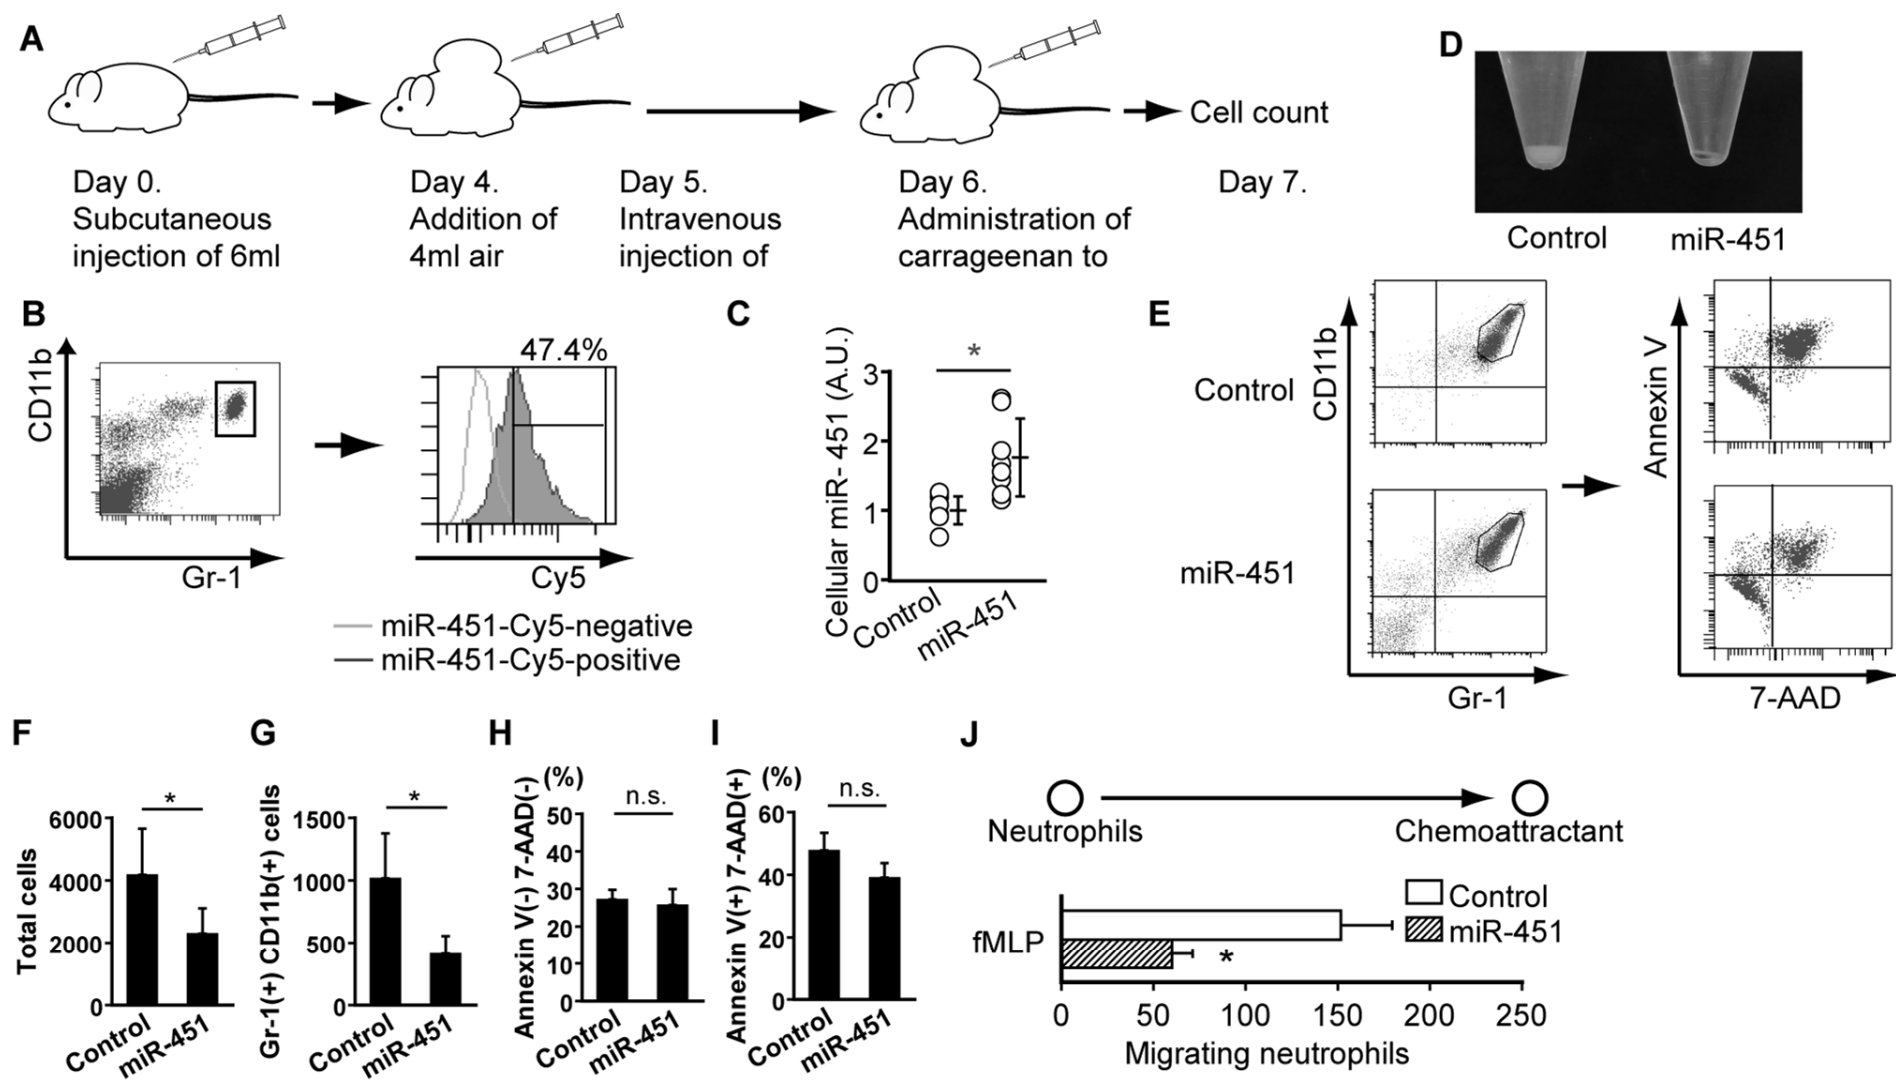 A
Cell count
Day 0.
Subcutaneous
injection of 6ml
Day 4.
Addition of
4ml air
Day 5.
Intravenous
injection of
Day 6.
Administration of
carrageenan to
Day 7.
D
Control
miR-451
B
CD11b
Gr-1
47.4%
Cy5
miR-451-Cy5-negative
miR-451-Cy5-positive
C
Cellular miR- 451 (A.U.)
*
3
2
1
0
Control
miR-451
E
Control
miR-451
CD11b
Gr-1
Annexin V
7-AAD
F
Total cells
*
6000
4000
2000
0
Control
miR-451
G
Gr-1(+) CD11b(+) cells
*
1500
1000
500
0
Control
miR-451
H
Annexin V(-) 7-AAD(-)
(%)
n.s.
50
40
30
20
10
0
Control
miR-451
I
Annexin V(+) 7-AAD(+)
(%)
n.s.
60
40
20
0
Control
miR-451
J
Neutrophils
Chemoattractant
Control
miR-451
fMLP
*
0 50 100 150 200 250
Migrating neutrophils